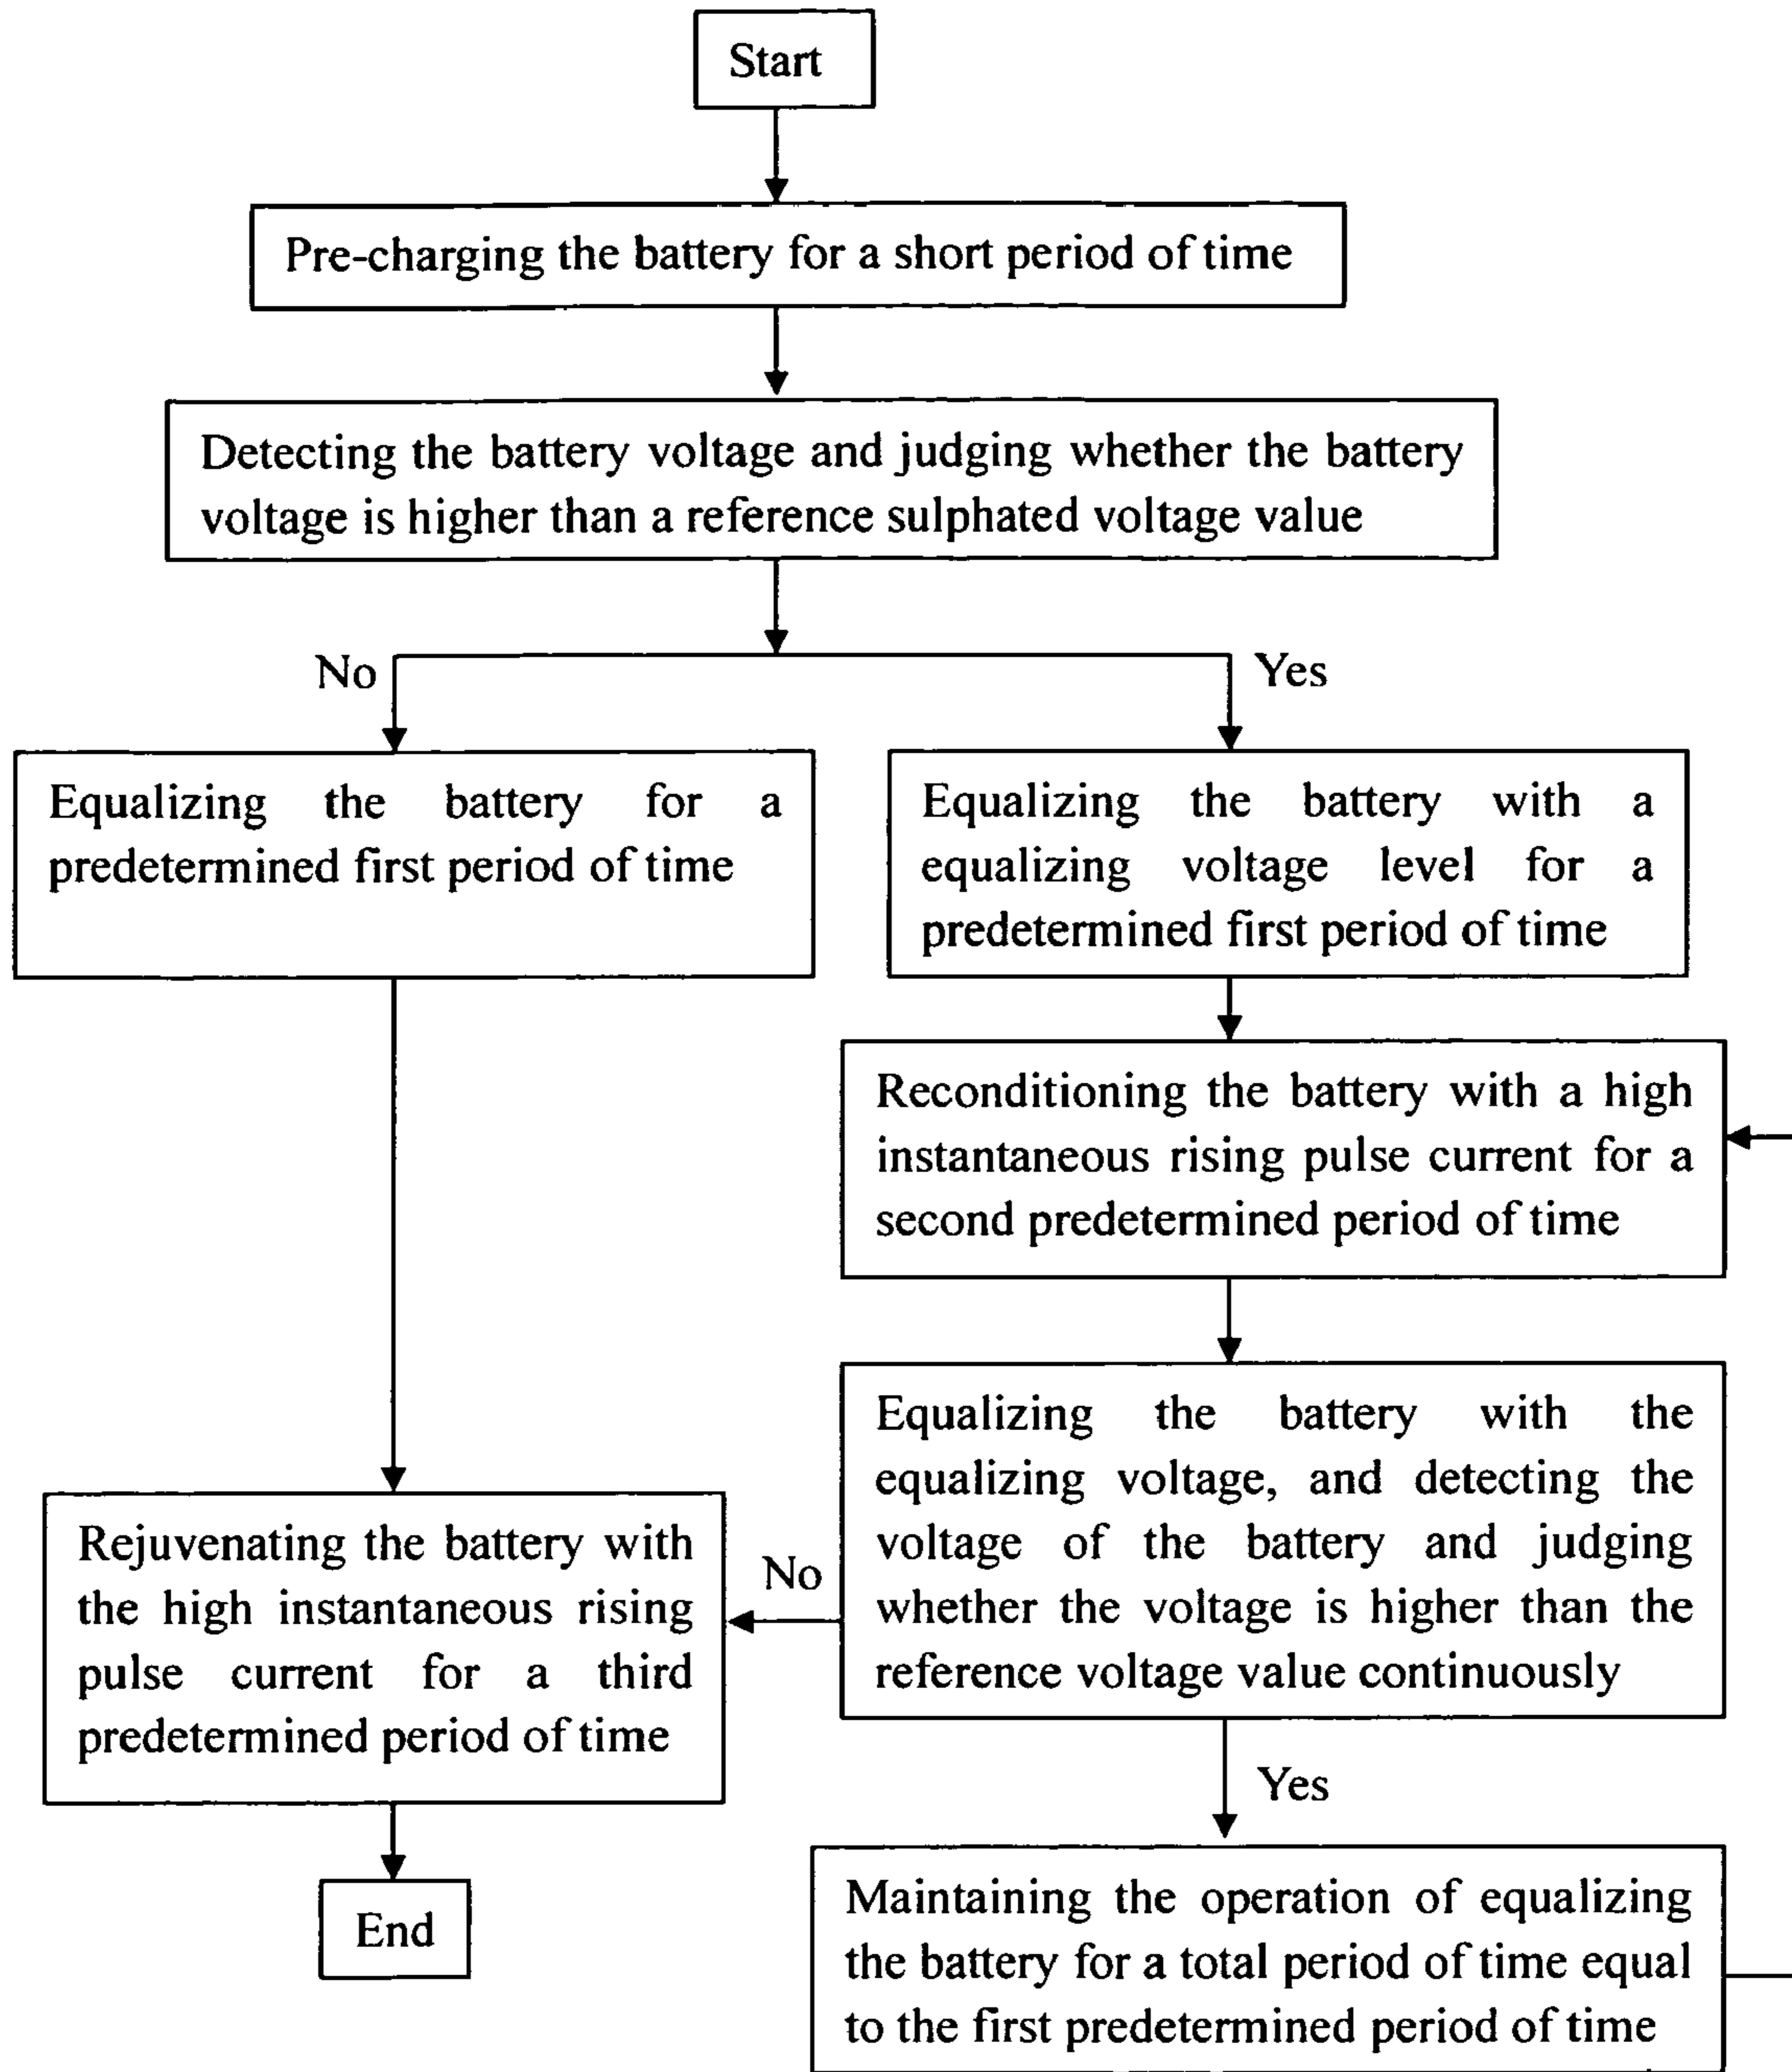 Start
Pre-charging the battery for a short period of time
Detecting the battery voltage and judging whether the battery
voltage is higher than a reference sulphated voltage value
No
Yes
Equalizing the battery for a
predetermined first period of time
Equalizing the battery with a
equalizing voltage level for a
predetermined first period of time
Reconditioning the battery with a high
instantaneous rising pulse current for a
second predetermined period of time
Equalizing the battery with the
equalizing voltage, and detecting the
voltage of the battery and judging
whether the voltage is higher than the
reference voltage value continuously
No
Rejuvenating the battery with
the high instantaneous rising
pulse current for a third
predetermined period of time
Yes
End
Maintaining the operation of equalizing
the battery for a total period of time equal
to the first predetermined period of time